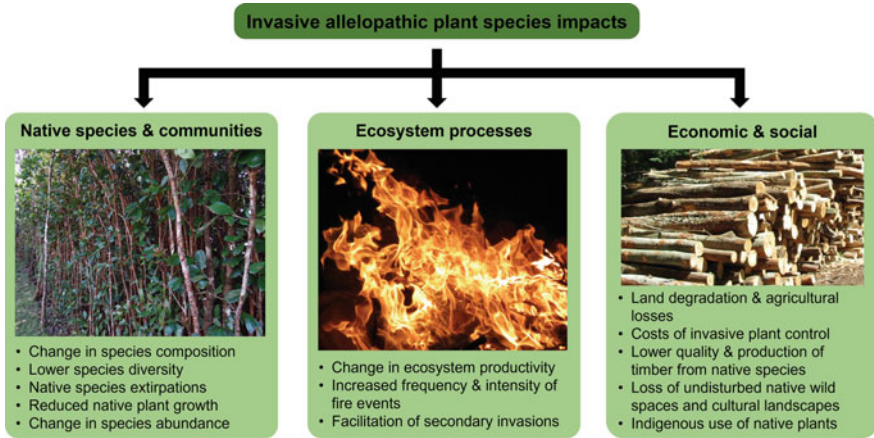 Invasive allelopathic plant species impacts
Native species & communities
• Change in species composition
• Lower species diversity
• Native species extirpations
• Reduced native plant growth
• Change in species abundance
Ecosystem processes
• Change in ecosystem productivity
• Increased frequency & intensity of
fire events
• Facilitation of secondary invasions
Economic & social
• Land degradation & agricultural
losses
• Costs of invasive plant control
• Lower quality & production of
timber from native species
• Loss of undisturbed native wild
spaces and cultural landscapes
• Indigenous use of native plants